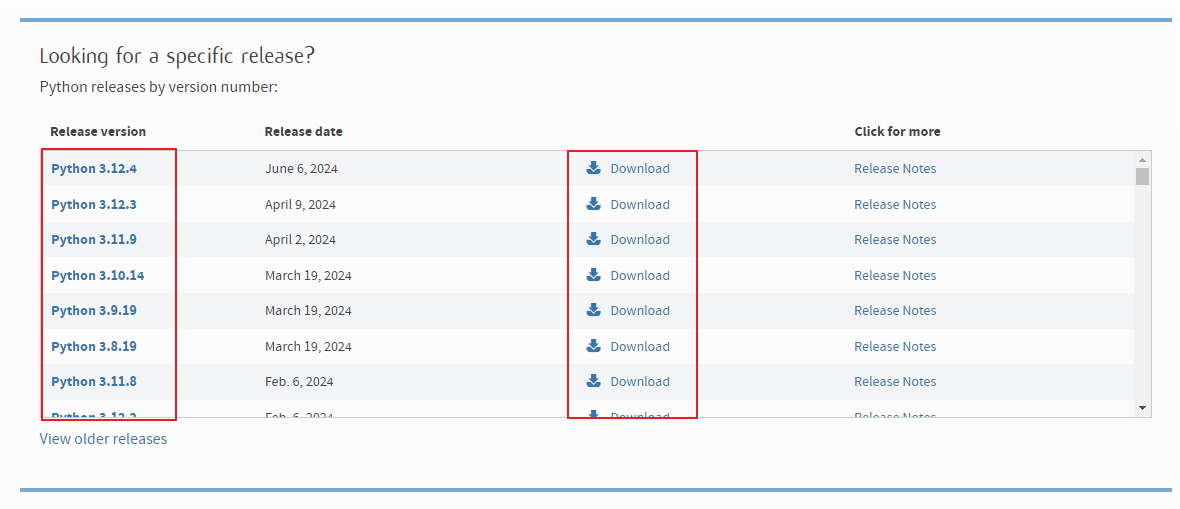 Looking for a specific release?
Python releases by version number:
Release version Release date Click for more
Python 3.12.4 June 6, 2024 Download Release Notes
Python 3.12.3 April 9, 2024 Download Release Notes
Python 3.11.9 April 2, 2024 Download Release Notes
Python 3.10.14 March 19, 2024 Download Release Notes
Python 3.9.19 March 19, 2024 Download Release Notes
Python 3.8.19 March 19, 2024 Download Release Notes
Python 3.11.8 Feb. 6, 2024 Download Release Notes
Python 3.12.2 Feb. 6, 2024 Download Release Notes
View older releases